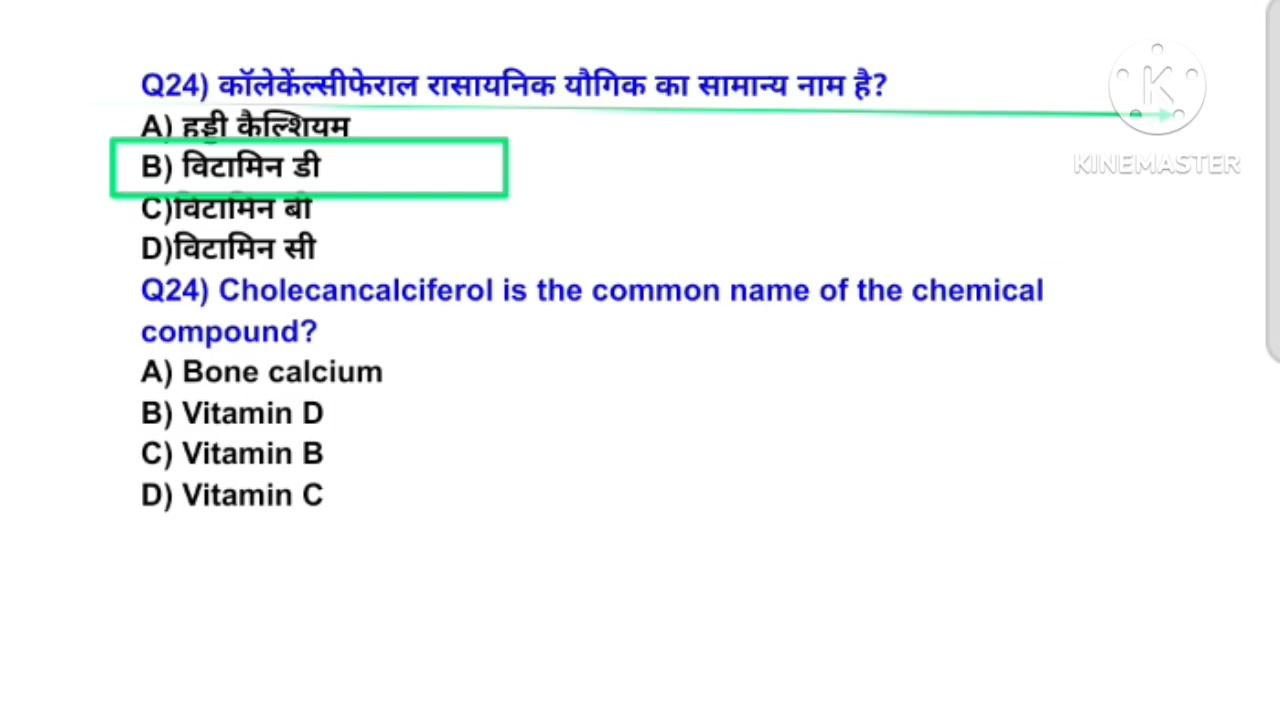 Q24) कॉलेकेंल्सीफेराल रासायनिक यौगिक का सामान्य नाम है?
A) हड्डी कैल्शियम
B) विटामिन डी
C)विटामिन बी
D)विटामिन सी
Q24) Cholecancalciferol is the common name of the chemical
compound?
A) Bone calcium
B) Vitamin D
C) Vitamin B
D) Vitamin C
K
KINEMASTER